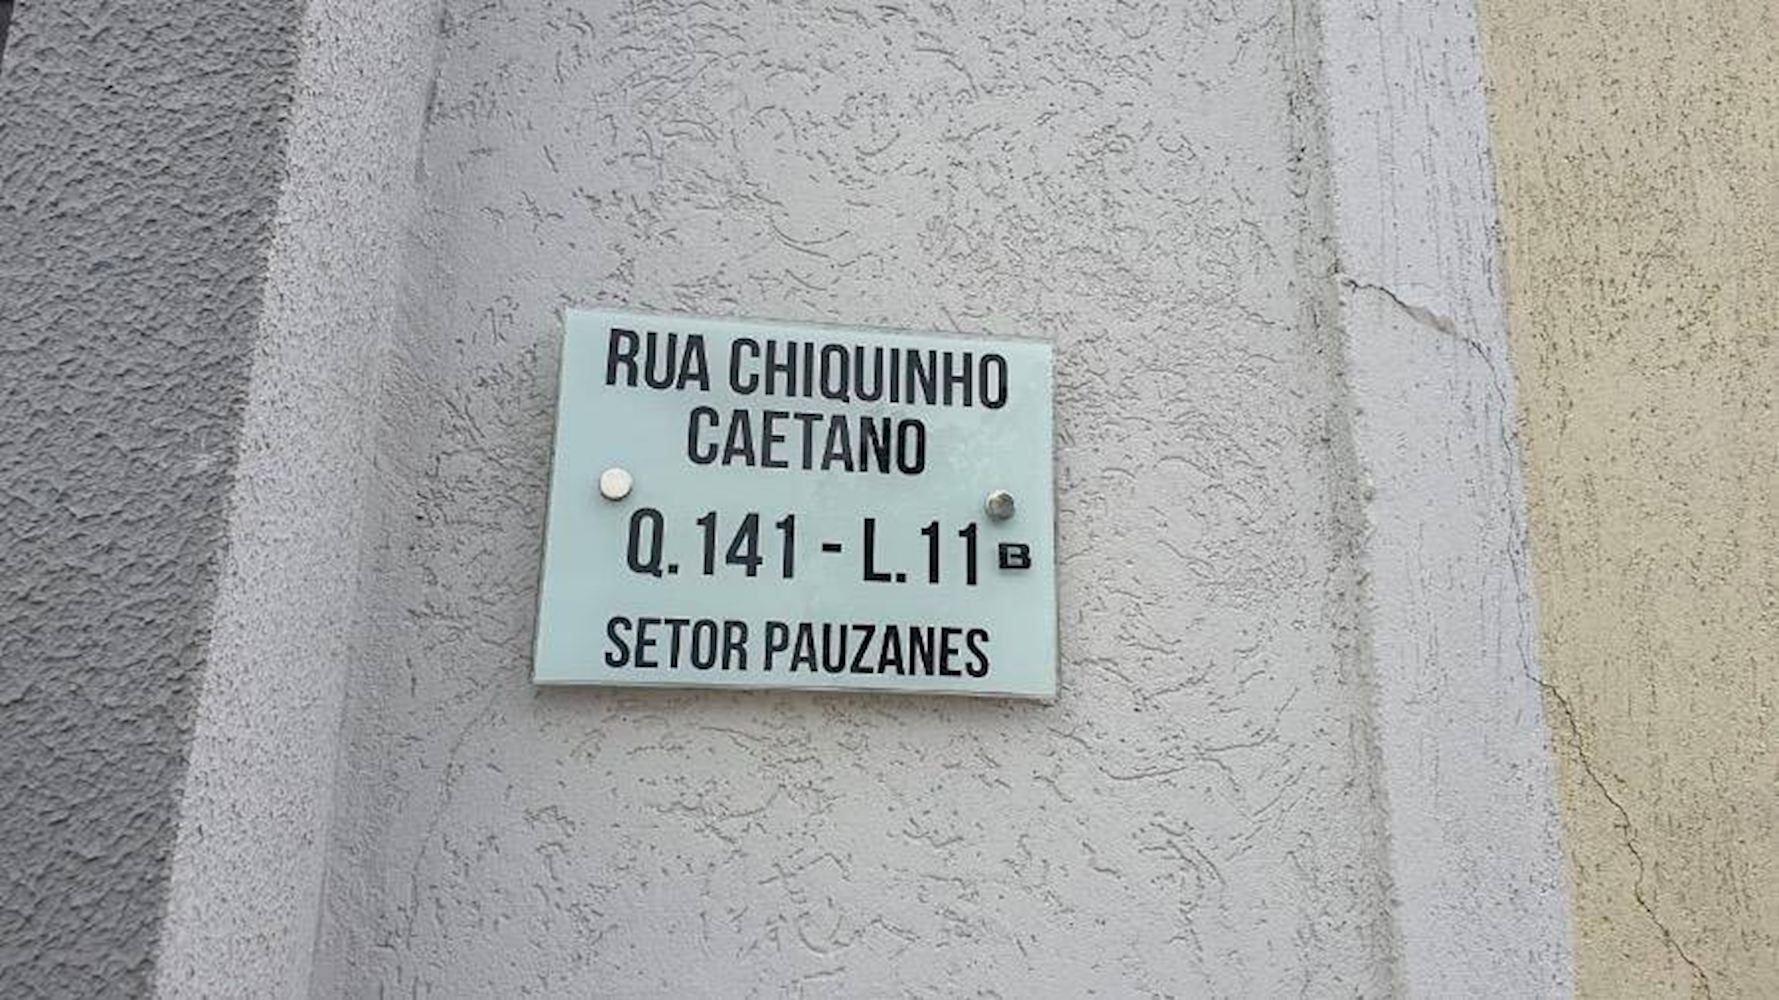 RUA CHIQUINHO
CAETANO
Q.141 - L.11 B
SETOR PAUZANES